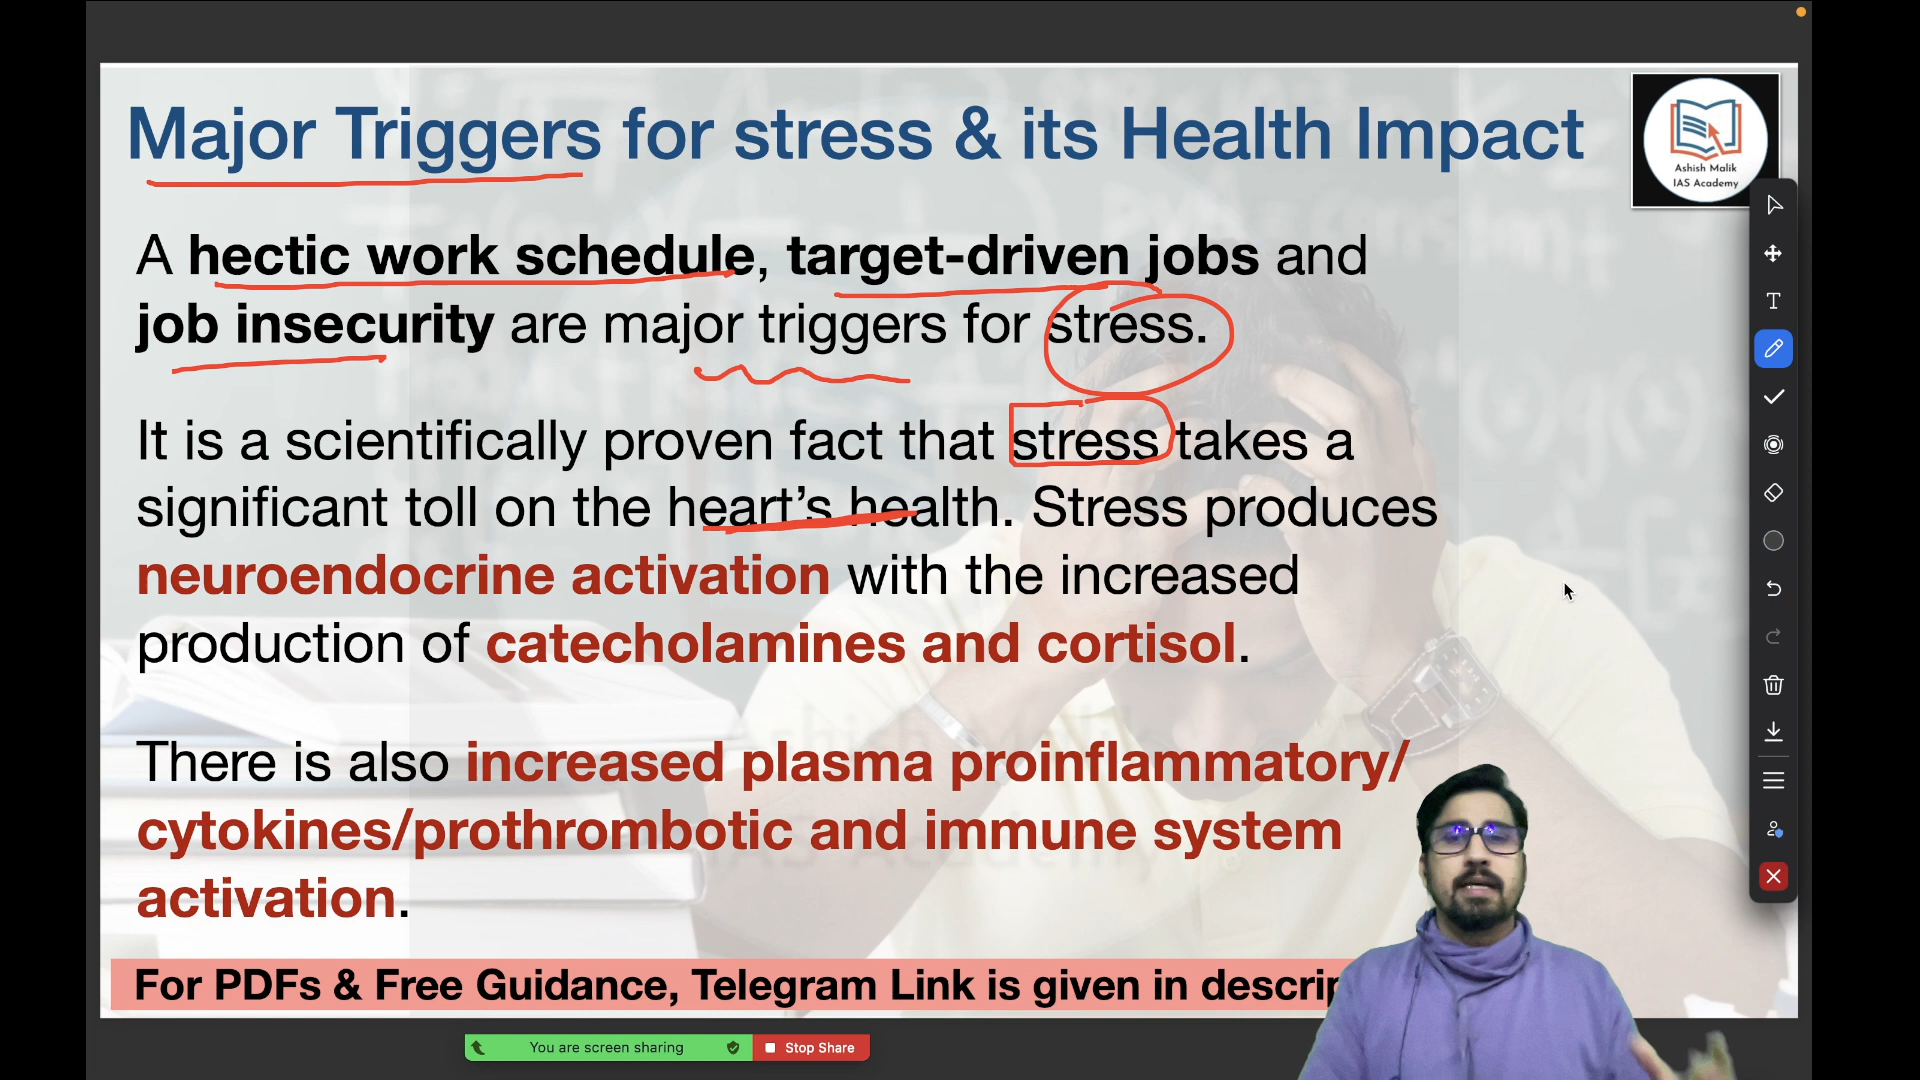 Major Triggers for stress & its Health Impact
Ashish Malik
IAS Academy
A hectic work schedule, target-driven jobs and
job insecurity are major triggers for stress.
It is a scientifically proven fact that stress takes a
significant toll on the heart’s health. Stress produces
neuroendocrine activation with the increased
production of catecholamines and cortisol.
There is also increased plasma proinflammatory/
cytokines/prothrombotic and immune system
activation.
For PDFs & Free Guidance, Telegram Link is given in
You are screen sharing
Stop Share